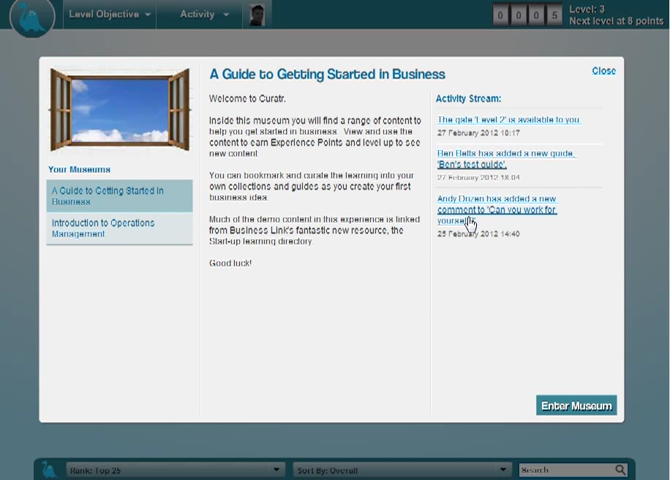 Level Objective
Activity
0 0 0 5
Level: 3
Next level at 8 points
A Guide to Getting Started in Business
Close
Your Museums
A Guide to Getting Started in
Business
Introduction to Operations
Management
Welcome to Curatr.
Inside this museum you will find a range of content to
help you get started in business. View and use the
content to earn Experience Points and level up to see
new content.
You can bookmark and curate the learning into your
own collections and guides as you create your first
business idea.
Much of the demo content in this experience is linked
from Business Link's fantastic new resource, the
Start-up learning directory.
Good luck!
Activity Stream:
The gate 'Level 2' is available to you.
27 February 2012 10:17
Ben Betts has added a new guide,
'Ben's test guide'.
27 February 2012 18:04
Andy has added a new
comment to 'Can you work for
25 February 2012 14:40
Enter Museum
Rank: Top 25
Sort By: Overall
Search